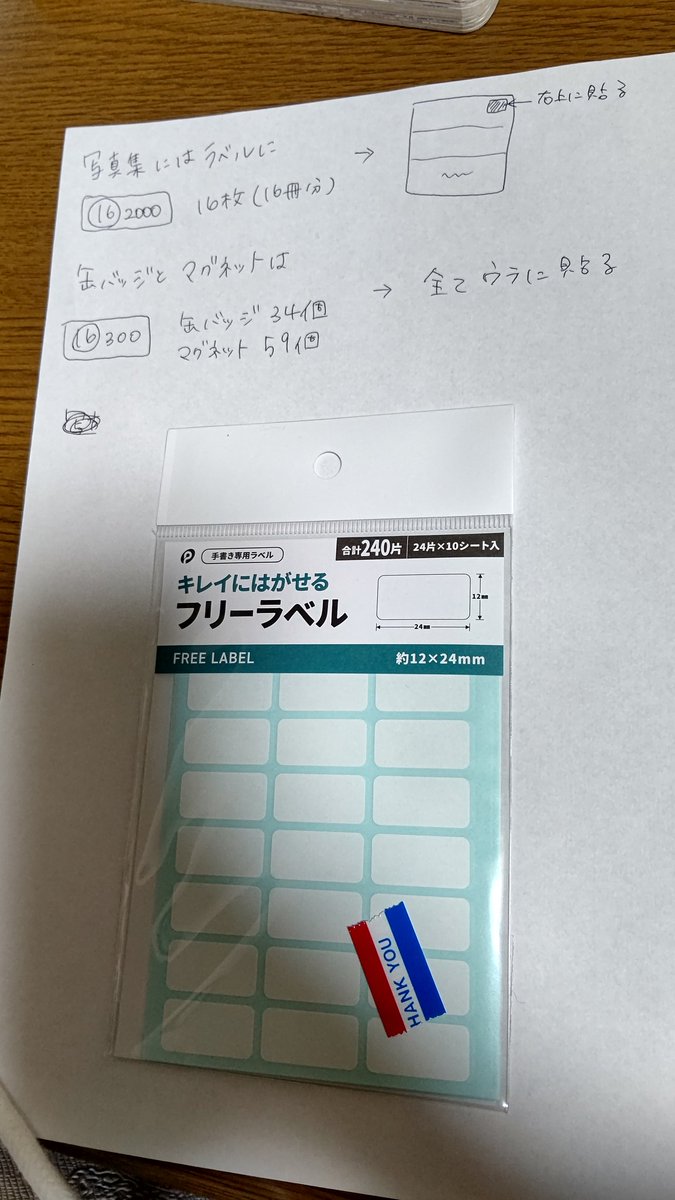 写真集にはラベルに →
右上に貼る
⑯2000 16枚(16冊分)
缶バッジと マグネットは
→ 全てウラに貼る
⑯300 缶バッジ 34個
マグネット 59個
手書き専用ラベル
合計240片 24片×10シート入
キレイにはがせる
フリーラベル
12mm
24mm
FREE LABEL 約12×24mm
HANK YOU